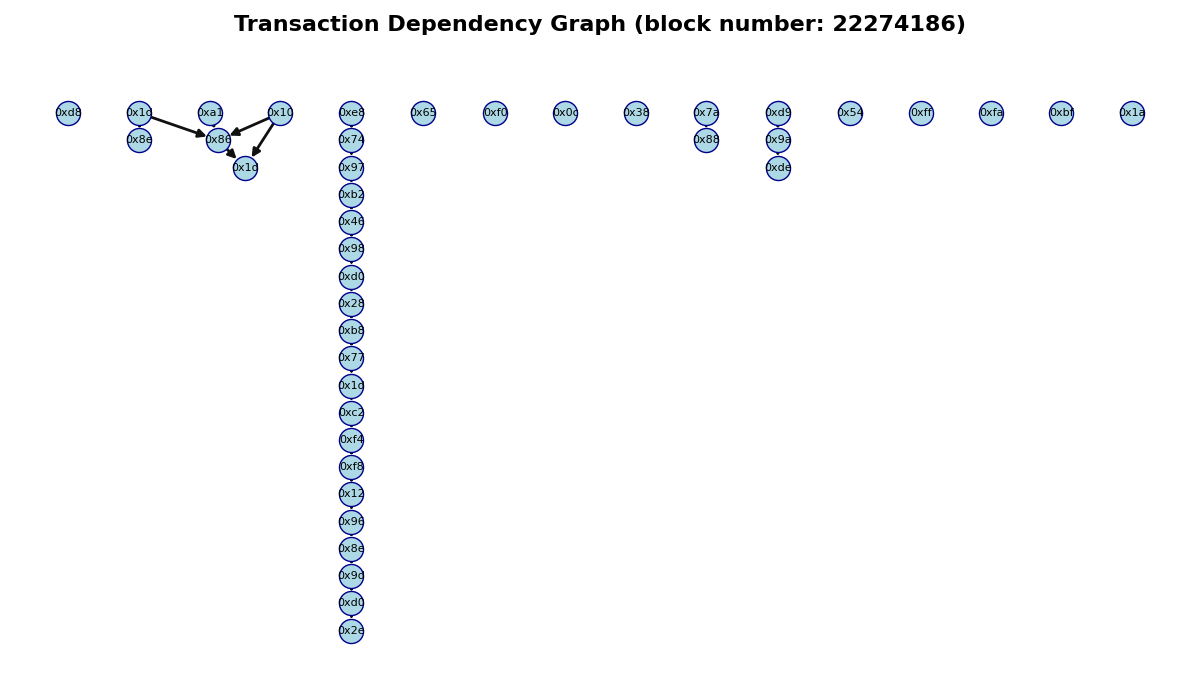 Transaction Dependency Graph (block number: 22274186)
0xd8 0x1d 0xa1 0x10 0xe8 0x65 0xf0 0x0c 0x38 0x7a 0xd9 0x54 0xff 0xfa 0xbf 0x1a
0x8e 0x86 0x74 0x88 0x9a
0x1d 0x97 0xde
0xb2
0x46
0x98
0xd0
0x28
0xb8
0x77
0x1d
0xc2
0xf4
0xf8
0x12
0x96
0x8e
0x9d
0xd0
0x2e